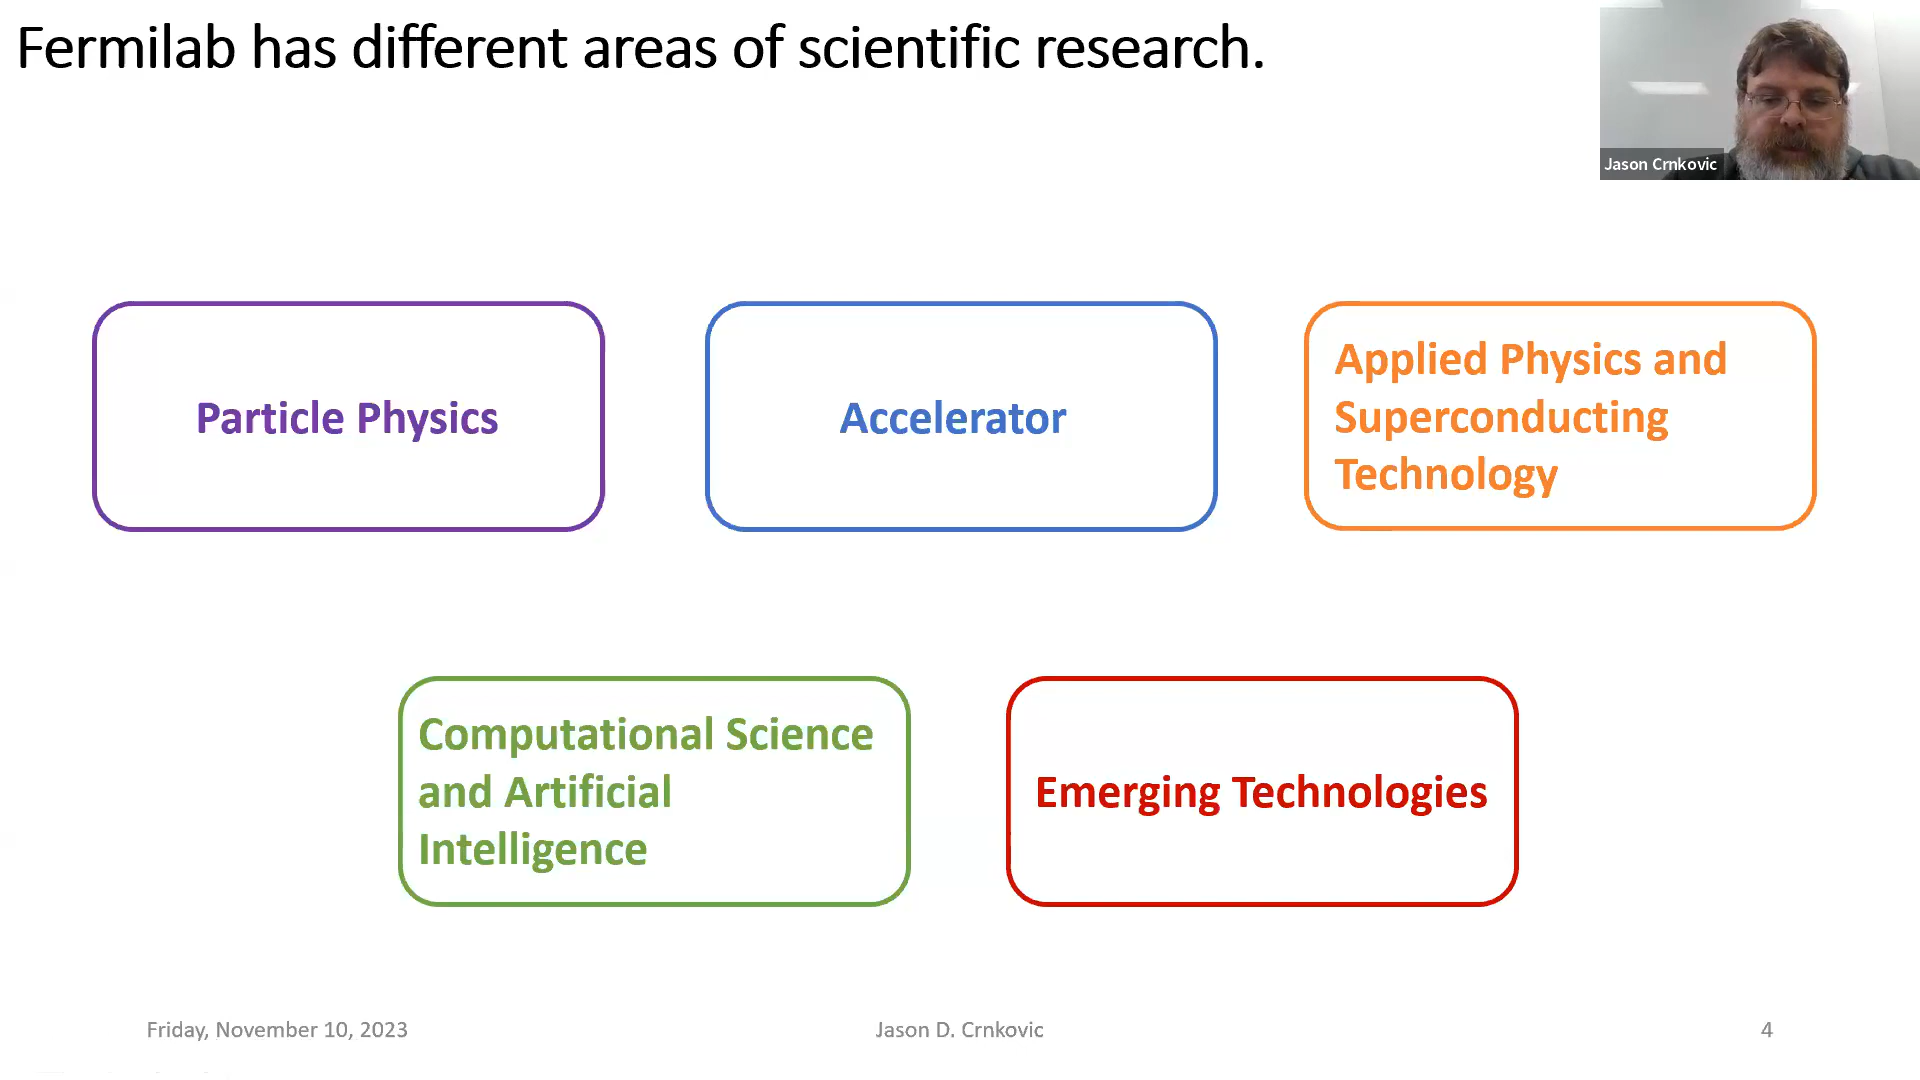 Fermilab has different areas of scientific research.
Jason Crnkovic
Particle Physics
Accelerator
Applied Physics and
Superconducting
Technology
Computational Science
and Artificial
Intelligence
Emerging Technologies
Friday, November 10, 2023
Jason D. Crnkovic
4